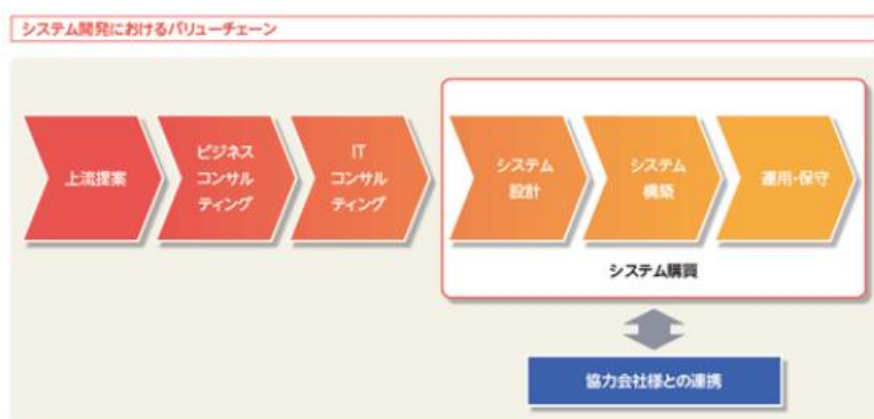 システム開発におけるバリューチェーン
上流提案
ビジネス
コンサル
ティング
IT
コンサル
ティング
システム
設計
システム
構築
運用・保守
システム購買
協力会社様との連携